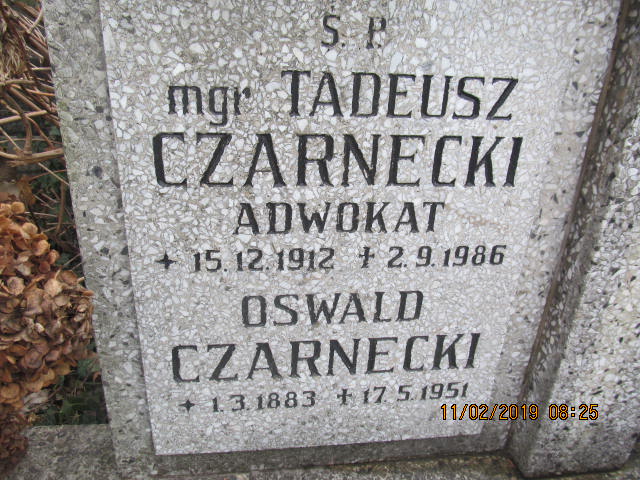 Ś. P.
mgr TADEUSZ
CZARNECKI
ADWOKAT
* 15.12.1912 † 2.9.1986
OSWALD
CZARNECKI
* 1.3.1883 † 17.5.1951
11/02/2019 08:25